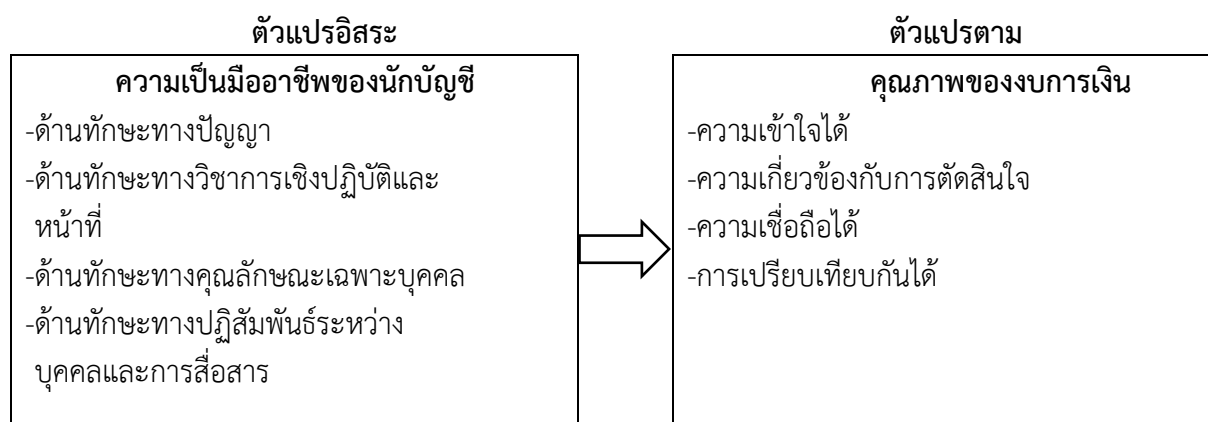 ตัวแปรอิสระ
ความเป็นมืออาชีพของนักบัญชี
-ด้านทักษะทางปัญญา
-ด้านทักษะทางวิชาการเชิงปฏิบัติและ
หน้าที่
-ด้านทักษะทางคุณลักษณะเฉพาะบุคคล
-ด้านทักษะทางปฏิสัมพันธ์ระหว่าง
บุคคลและการสื่อสาร
ตัวแปรตาม
คุณภาพของงบการเงิน
-ความเข้าใจได้
-ความเกี่ยวข้องกับการตัดสินใจ
-ความเชื่อถือได้
-การเปรียบเทียบกันได้